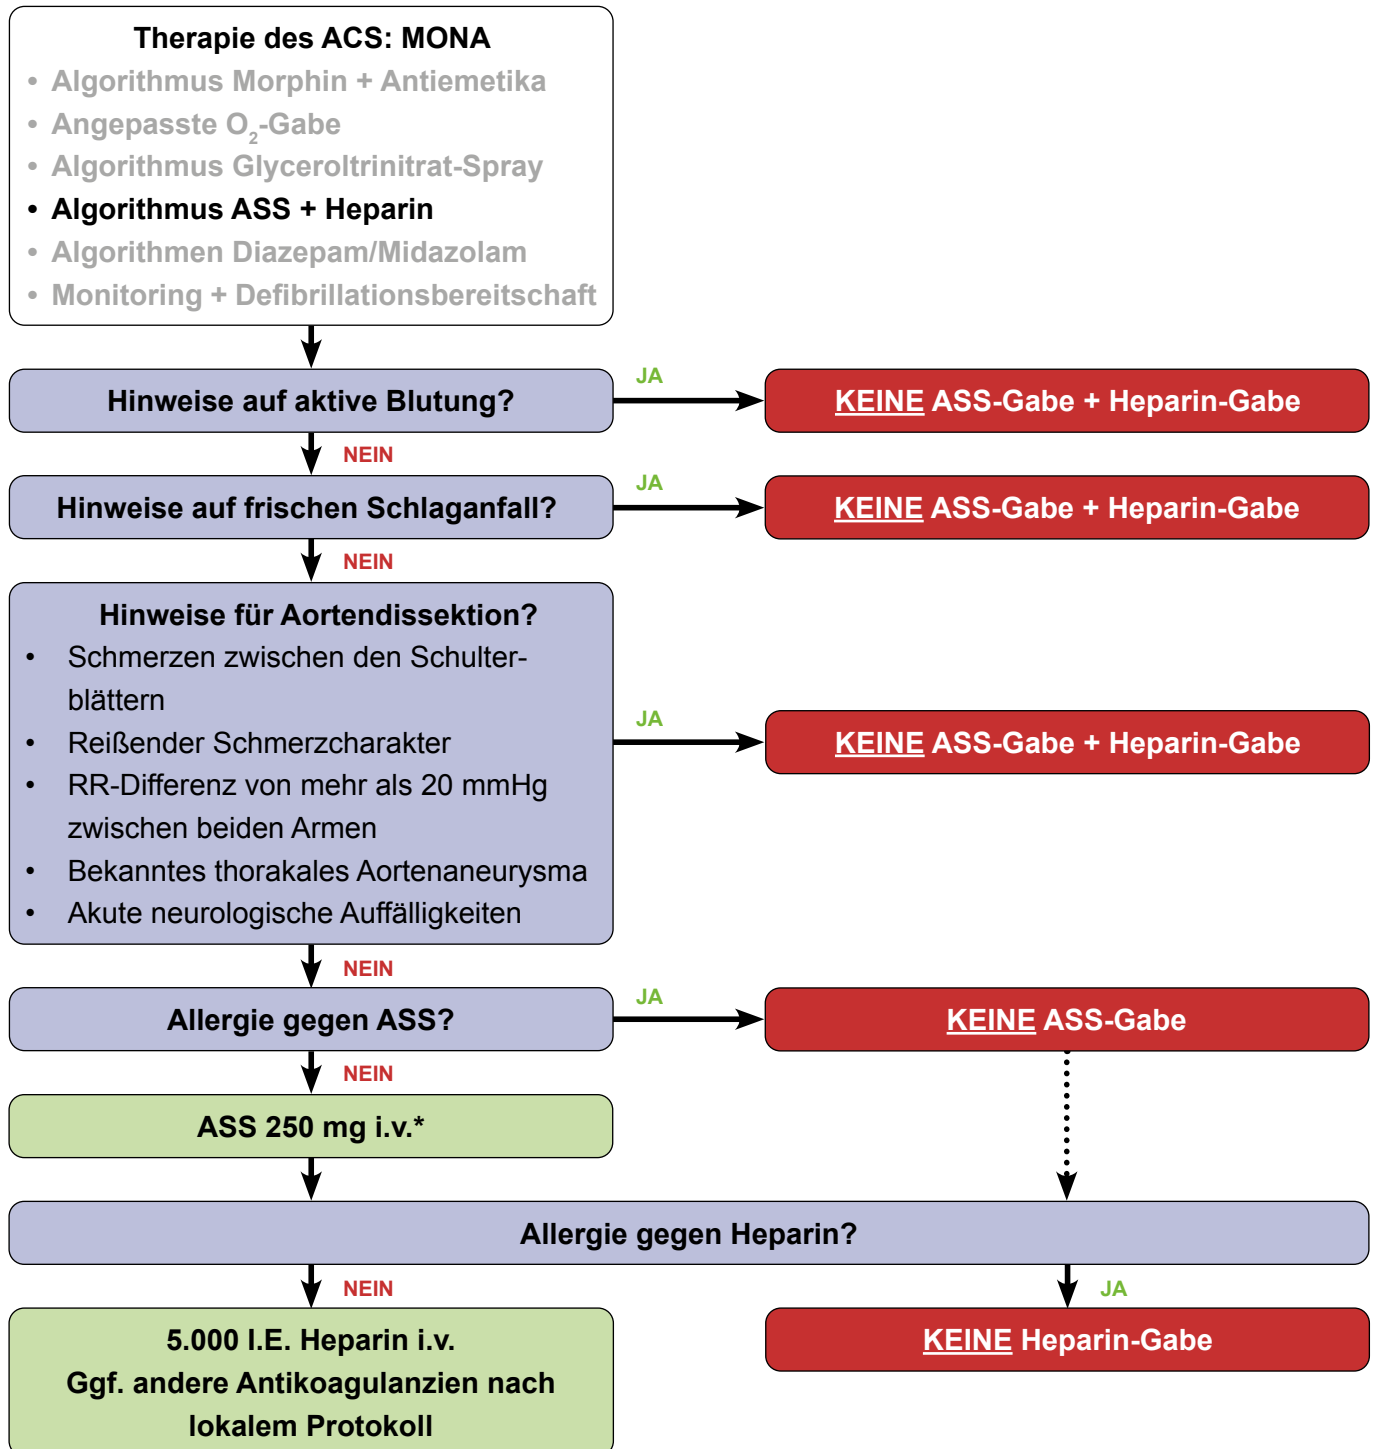 Therapie des ACS: MONA
• Algorithmus Morphin + Antiemetika
• Angepasste O₂-Gabe
• Algorithmus Glyceroltrinitrat-Spray
• Algorithmus ASS + Heparin
• Algorithmen Diazepam/Midazolam
• Monitoring + Defibrillationsbereitschaft
Hinweise auf aktive Blutung?
JA
KEINE ASS-Gabe + Heparin-Gabe
NEIN
Hinweise auf frischen Schlaganfall?
JA
KEINE ASS-Gabe + Heparin-Gabe
NEIN
Hinweise für Aortendissektion?
• Schmerzen zwischen den Schulter-
blättern
• Reißender Schmerzcharakter
• RR-Differenz von mehr als 20 mmHg
zwischen beiden Armen
• Bekanntes thorakales Aortenaneurysma
• Akute neurologische Auffälligkeiten
JA
KEINE ASS-Gabe + Heparin-Gabe
NEIN
Allergie gegen ASS?
JA
KEINE ASS-Gabe
NEIN
ASS 250 mg i.v.*
Allergie gegen Heparin?
NEIN
JA
5.000 I.E. Heparin i.v.
Ggf. andere Antikoagulanzien nach
lokalem Protokoll
KEINE Heparin-Gabe